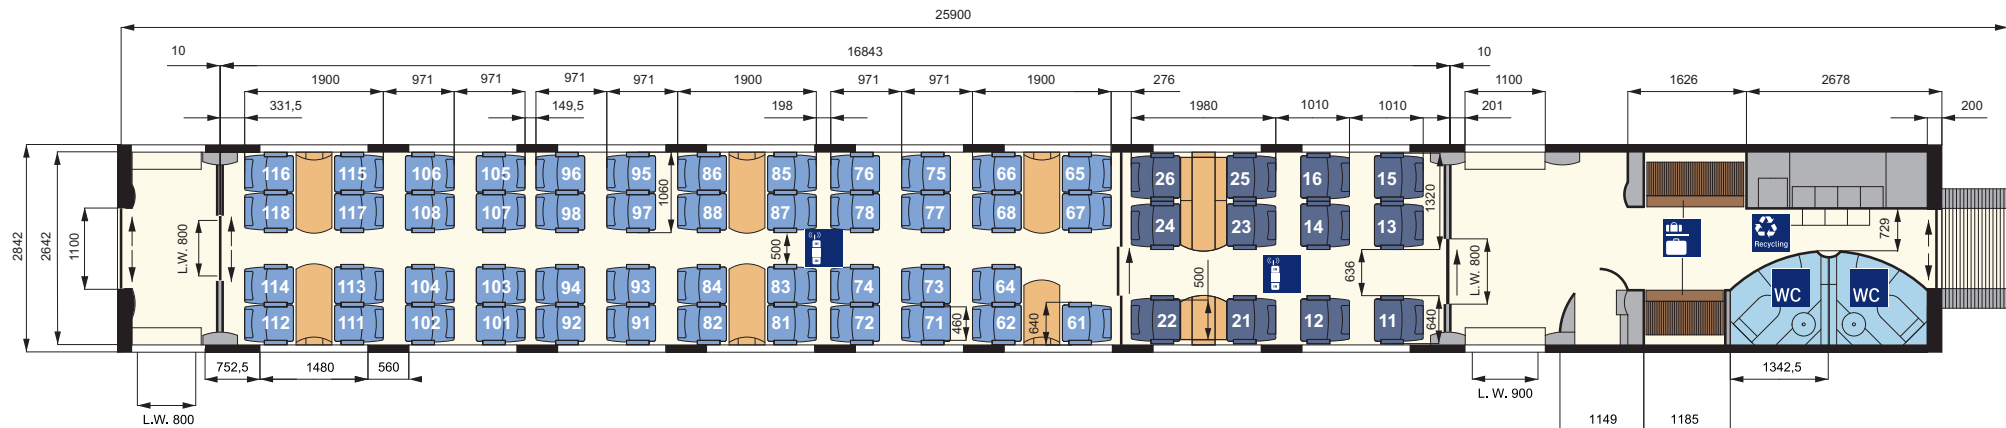 25900
10 16843 10
1900 971 971 971 971 1900 971 971 1900 276 1100 1626 2678
331,5 149,5 198 1980 1010 1010 201 200
116 115 106 105 96 95 86 85 76 75 66 65 26 25 16 15
118 117 108 107 98 97 88 87 78 77 68 67 24 23 14 13
1060 1320
2842 2642 1100 L.W. 800 500 500 636 L.W. 800 729
Recycling
114 113 104 103 94 93 84 83 74 73 64
WC WC
112 111 102 101 92 91 82 81 72 71 62 61 22 21 12 11
460 640 640
752,5 1480 560 1342,5
L.W. 800 L. W. 900
1149 1185